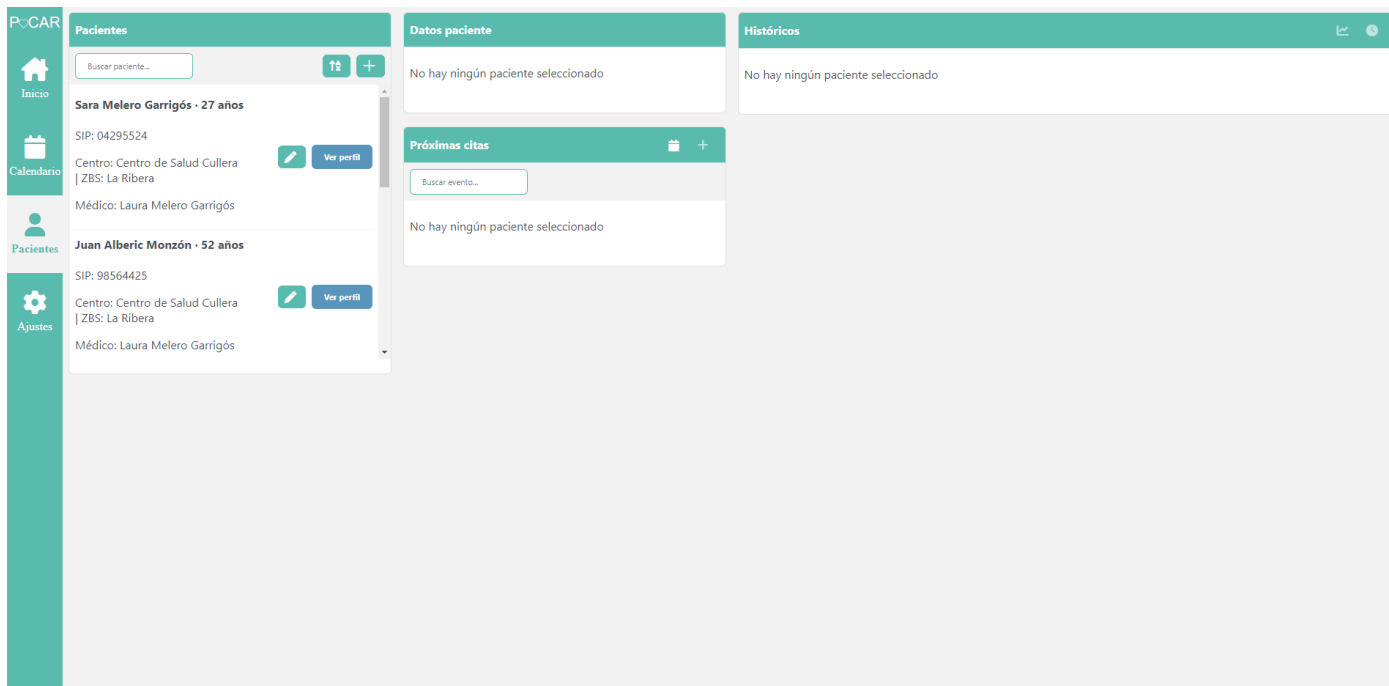 P♡CAR
Inicio
Calendario
Pacientes
Ajustes
Pacientes
Buscar paciente...
Sara Melero Garrigós · 27 años
SIP: 04295524
Centro: Centro de Salud Cullera
| ZBS: La Ribera
Médico: Laura Melero Garrigós
Ver perfil
Juan Alberic Monzón · 52 años
SIP: 98564425
Centro: Centro de Salud Cullera
| ZBS: La Ribera
Médico: Laura Melero Garrigós
Ver perfil
Datos paciente
No hay ningún paciente seleccionado
Próximas citas
Buscar evento...
No hay ningún paciente seleccionado
Históricos
No hay ningún paciente seleccionado